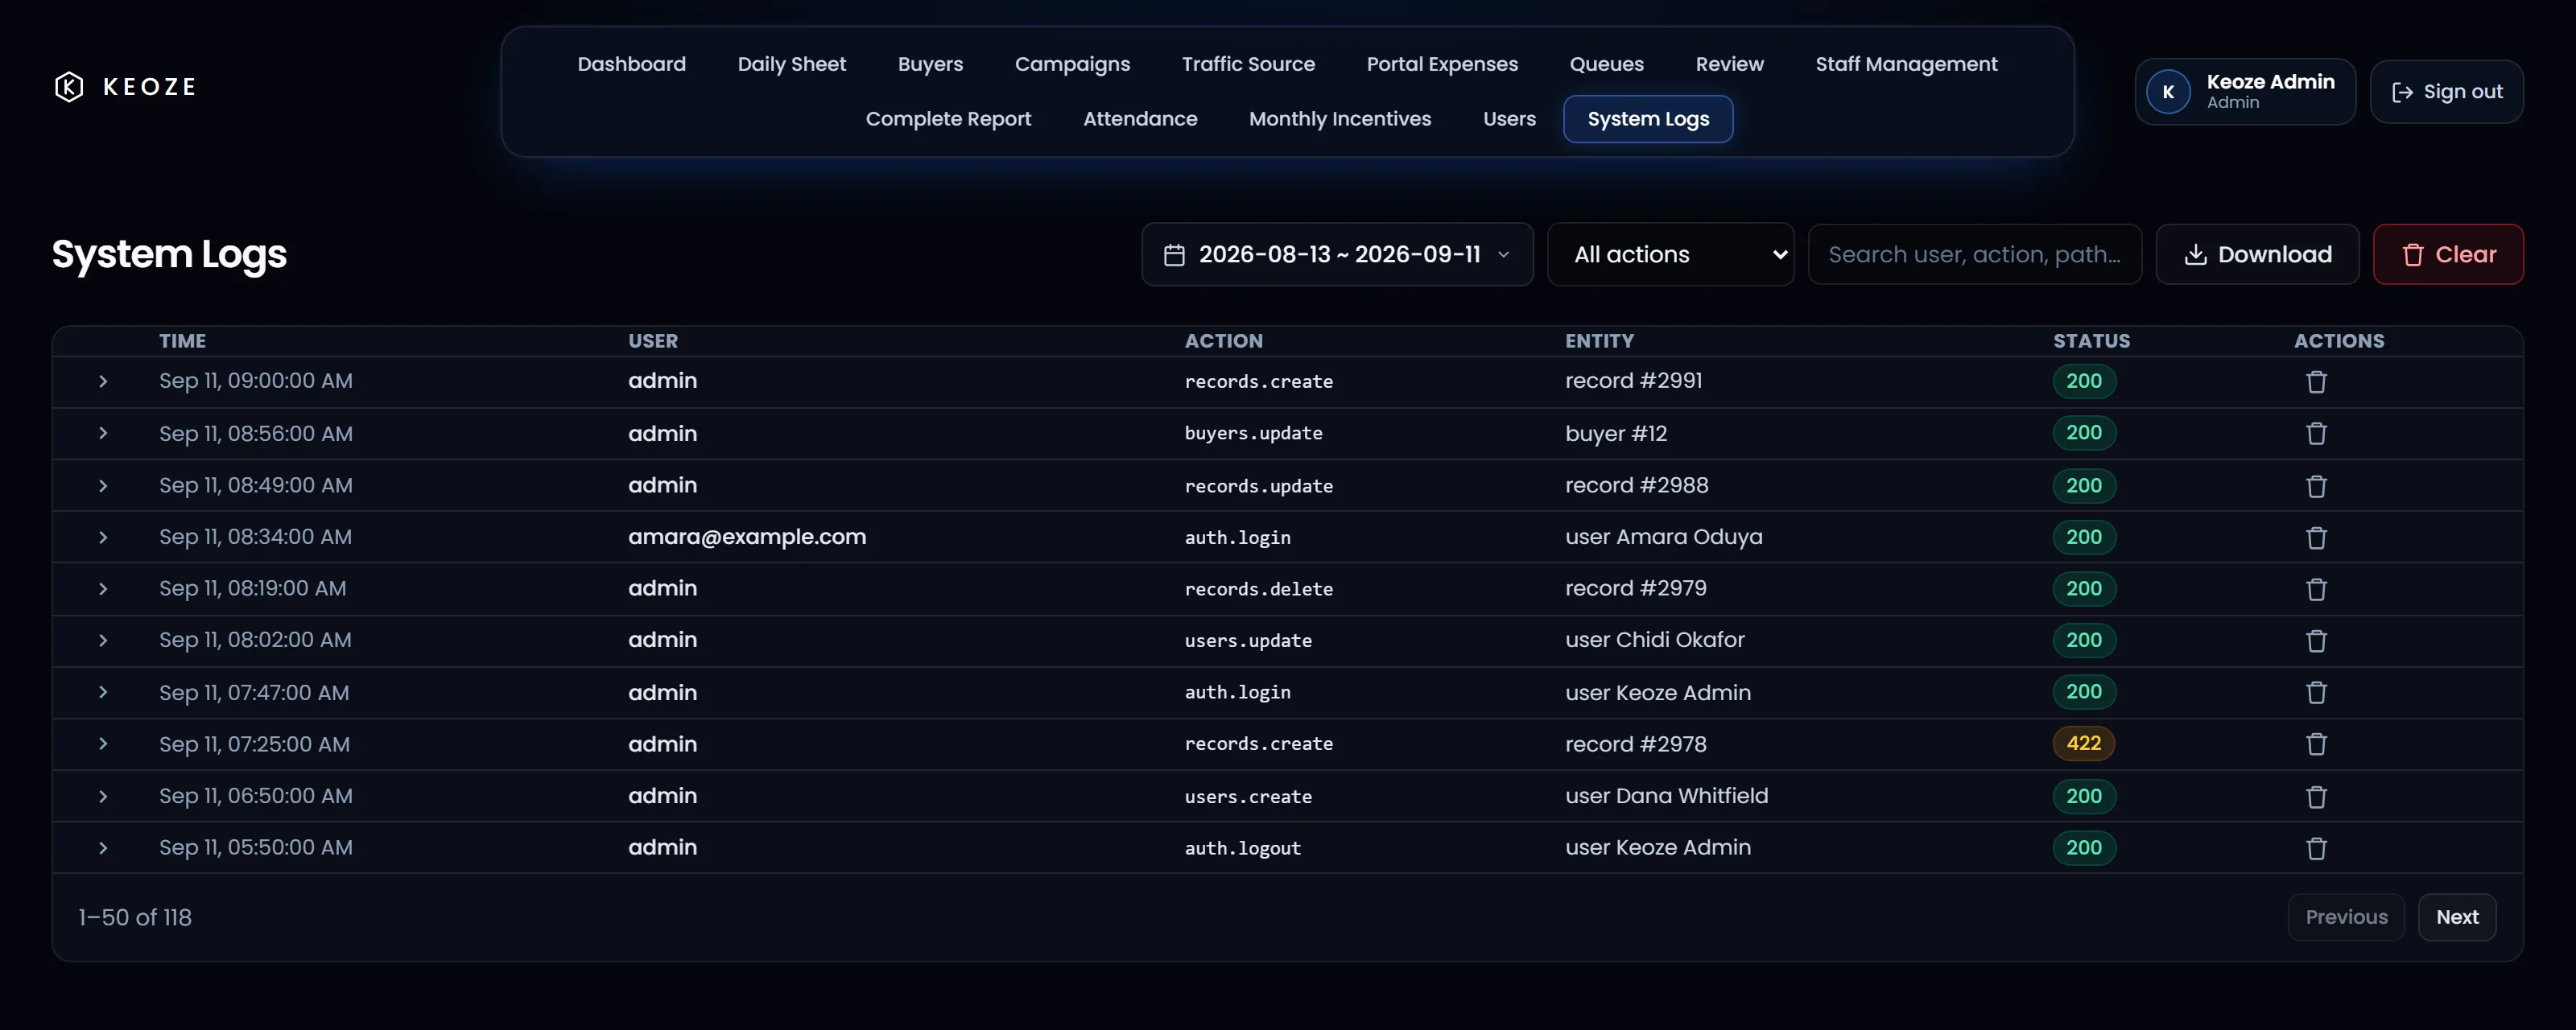 KEOZE
Dashboard Daily Sheet Buyers Campaigns Traffic Source Portal Expenses Queues Review Staff Management
Complete Report Attendance Monthly Incentives Users System Logs
K Keoze Admin
Admin
Sign out
System Logs
2026-08-13 ~ 2026-09-11 All actions Search user, action, path... Download Clear
TIME USER ACTION ENTITY STATUS ACTIONS
Sep 11, 09:00:00 AM admin records.create record #2991 200
Sep 11, 08:56:00 AM admin buyers.update buyer #12 200
Sep 11, 08:49:00 AM admin records.update record #2988 200
Sep 11, 08:34:00 AM amara@example.com auth.login user Amara Oduya 200
Sep 11, 08:19:00 AM admin records.delete record #2979 200
Sep 11, 08:02:00 AM admin users.update user Chidi Okafor 200
Sep 11, 07:47:00 AM admin auth.login user Keoze Admin 200
Sep 11, 07:25:00 AM admin records.create record #2978 422
Sep 11, 06:50:00 AM admin users.create user Dana Whitfield 200
Sep 11, 05:50:00 AM admin auth.logout user Keoze Admin 200
1–50 of 118 Previous Next